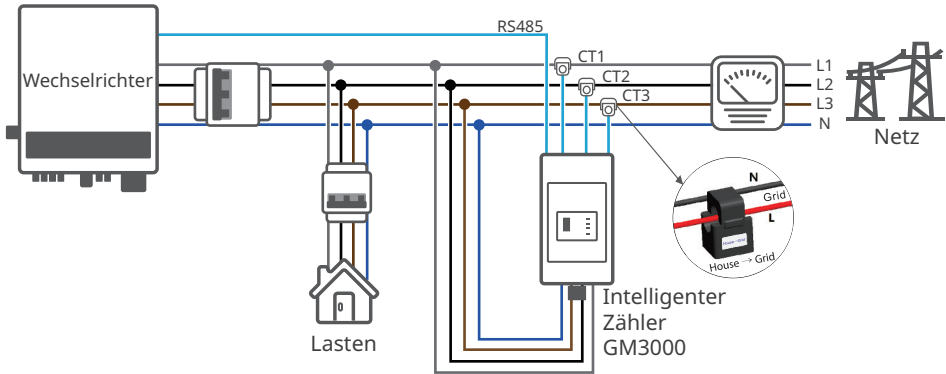 RS485
Wechselrichter
CT1
CT2
CT3
L1
L2
L3
N
Netz
N
Grid
L
House → Grid
Lasten
Intelligenter
Zähler
GM3000